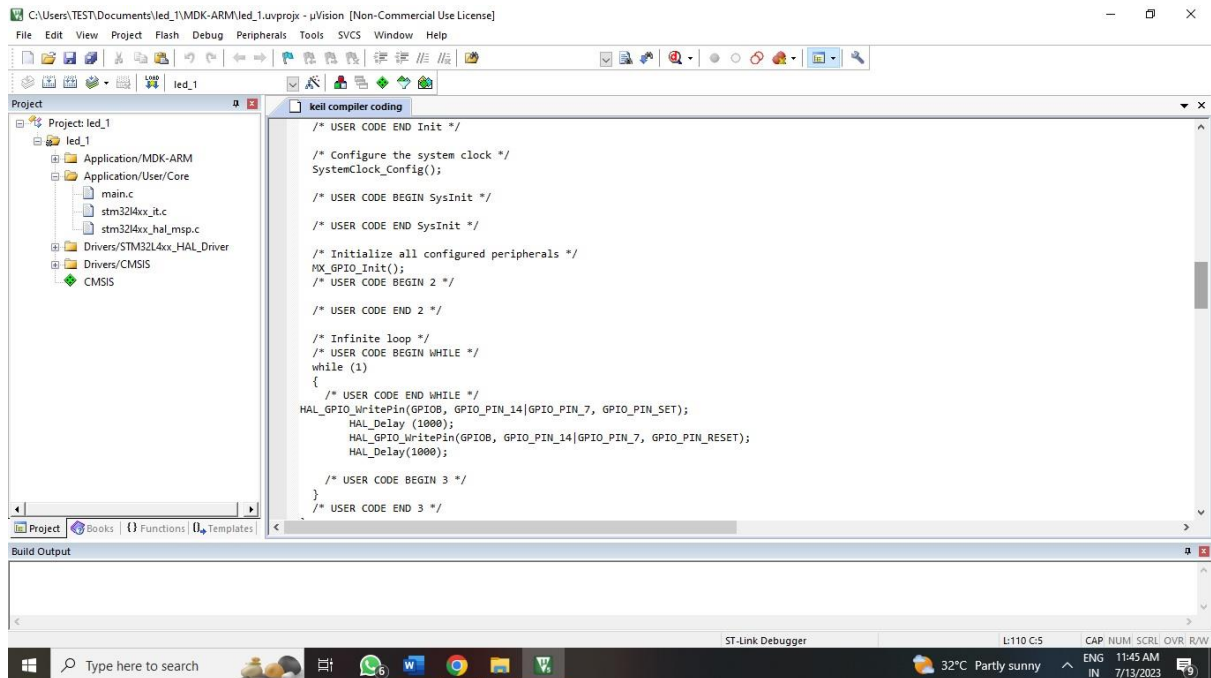 C:\Users\TEST\Documents\led_1\MDK-ARM\led_1.uvprojx - µVision [Non-Commercial Use License]
File Edit View Project Flash Debug Peripherals Tools SVCS Window Help
LOAD led_1
Project
Project: led_1
led_1
Application/MDK-ARM
Application/User/Core
main.c
stm32l4xx_it.c
stm32l4xx_hal_msp.c
Drivers/STM32L4xx_HAL_Driver
Drivers/CMSIS
CMSIS
Project Books {} Functions 0 Templates
keil compiler coding
/* USER CODE END Init */
/* Configure the system clock */
SystemClock_Config();
/* USER CODE BEGIN SysInit */
/* USER CODE END SysInit */
/* Initialize all configured peripherals */
MX_GPIO_Init();
/* USER CODE BEGIN 2 */
/* USER CODE END 2 */
/* Infinite loop */
/* USER CODE BEGIN WHILE */
while (1)
{
/* USER CODE END WHILE */
HAL_GPIO_WritePin(GPIOB, GPIO_PIN_14|GPIO_PIN_7, GPIO_PIN_SET);
HAL_Delay (1000);
HAL_GPIO_WritePin(GPIOB, GPIO_PIN_14|GPIO_PIN_7, GPIO_PIN_RESET);
HAL_Delay(1000);
/* USER CODE BEGIN 3 */
}
/* USER CODE END 3 */
Build Output
ST-Link Debugger L:110 C:5 CAP NUM SCRL OVR R/W
Type here to search 6 W 32°C Partly sunny ENG IN 11:45 AM 7/13/2023 9